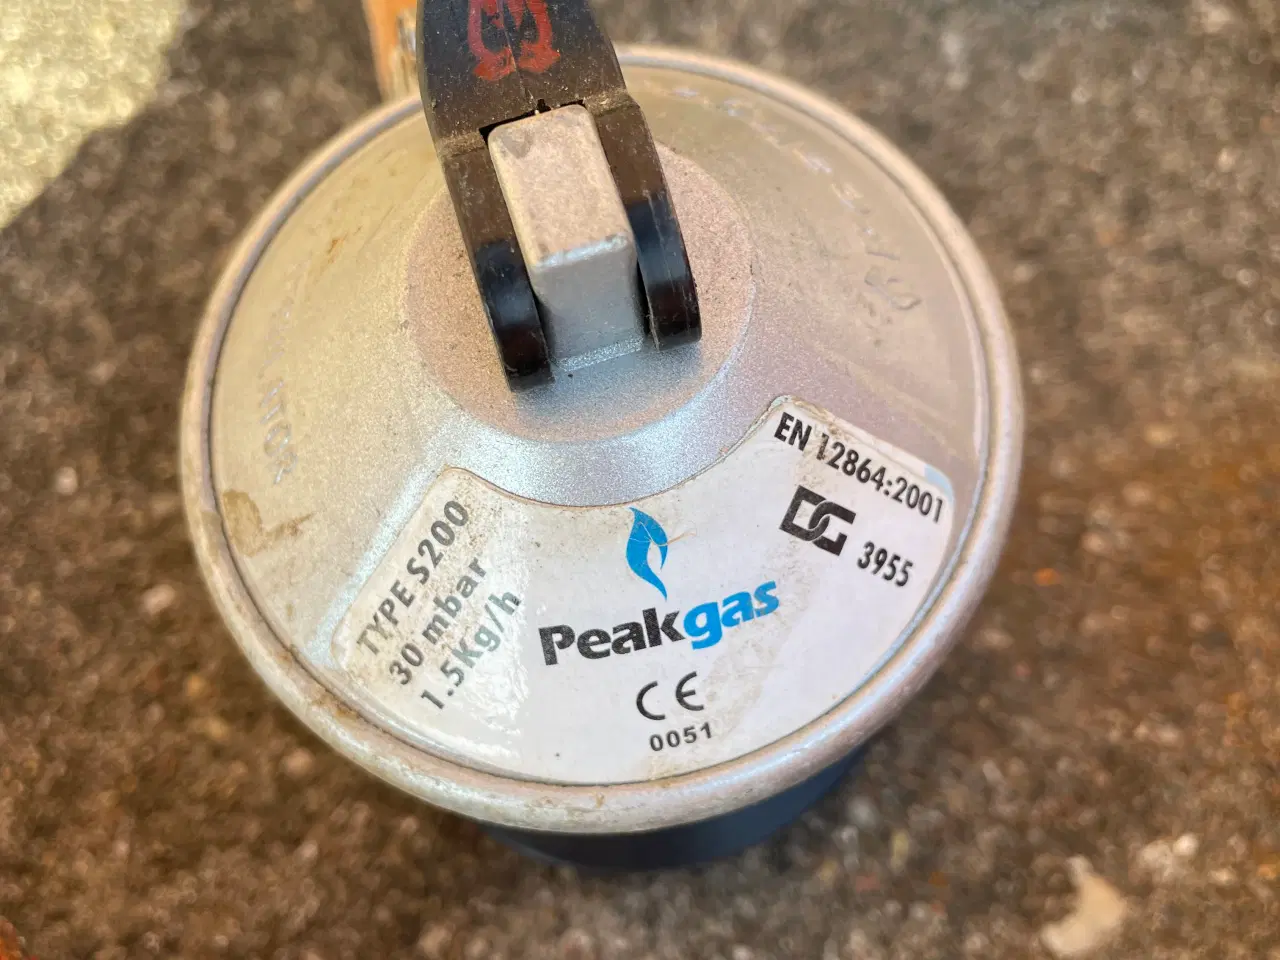 TYPE S200
30 mbar
1.5Kg/h
Peakgas
CE
0051
EN 12864:2001
DG 3955